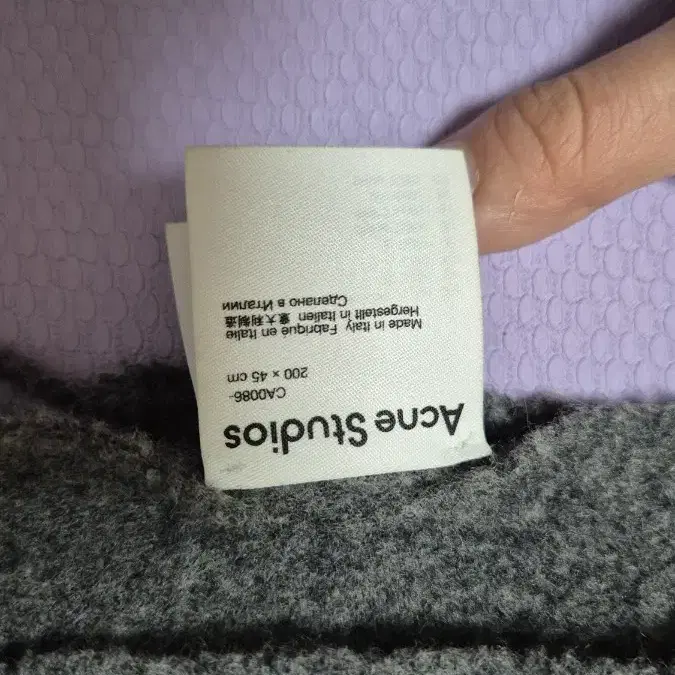 Acne Studios
CA0086-
200 × 45 cm
Made in Italy Fabriqué en Italie
Hergestellt in Italien 意大利制造
Сделано в Италии